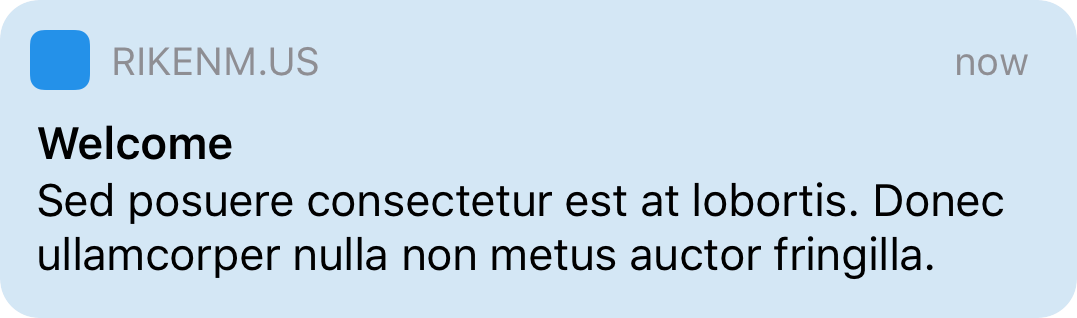 RIKENM.US now
Welcome
Sed posuere consectetur est at lobortis. Donec
ullamcorper nulla non metus auctor fringilla.